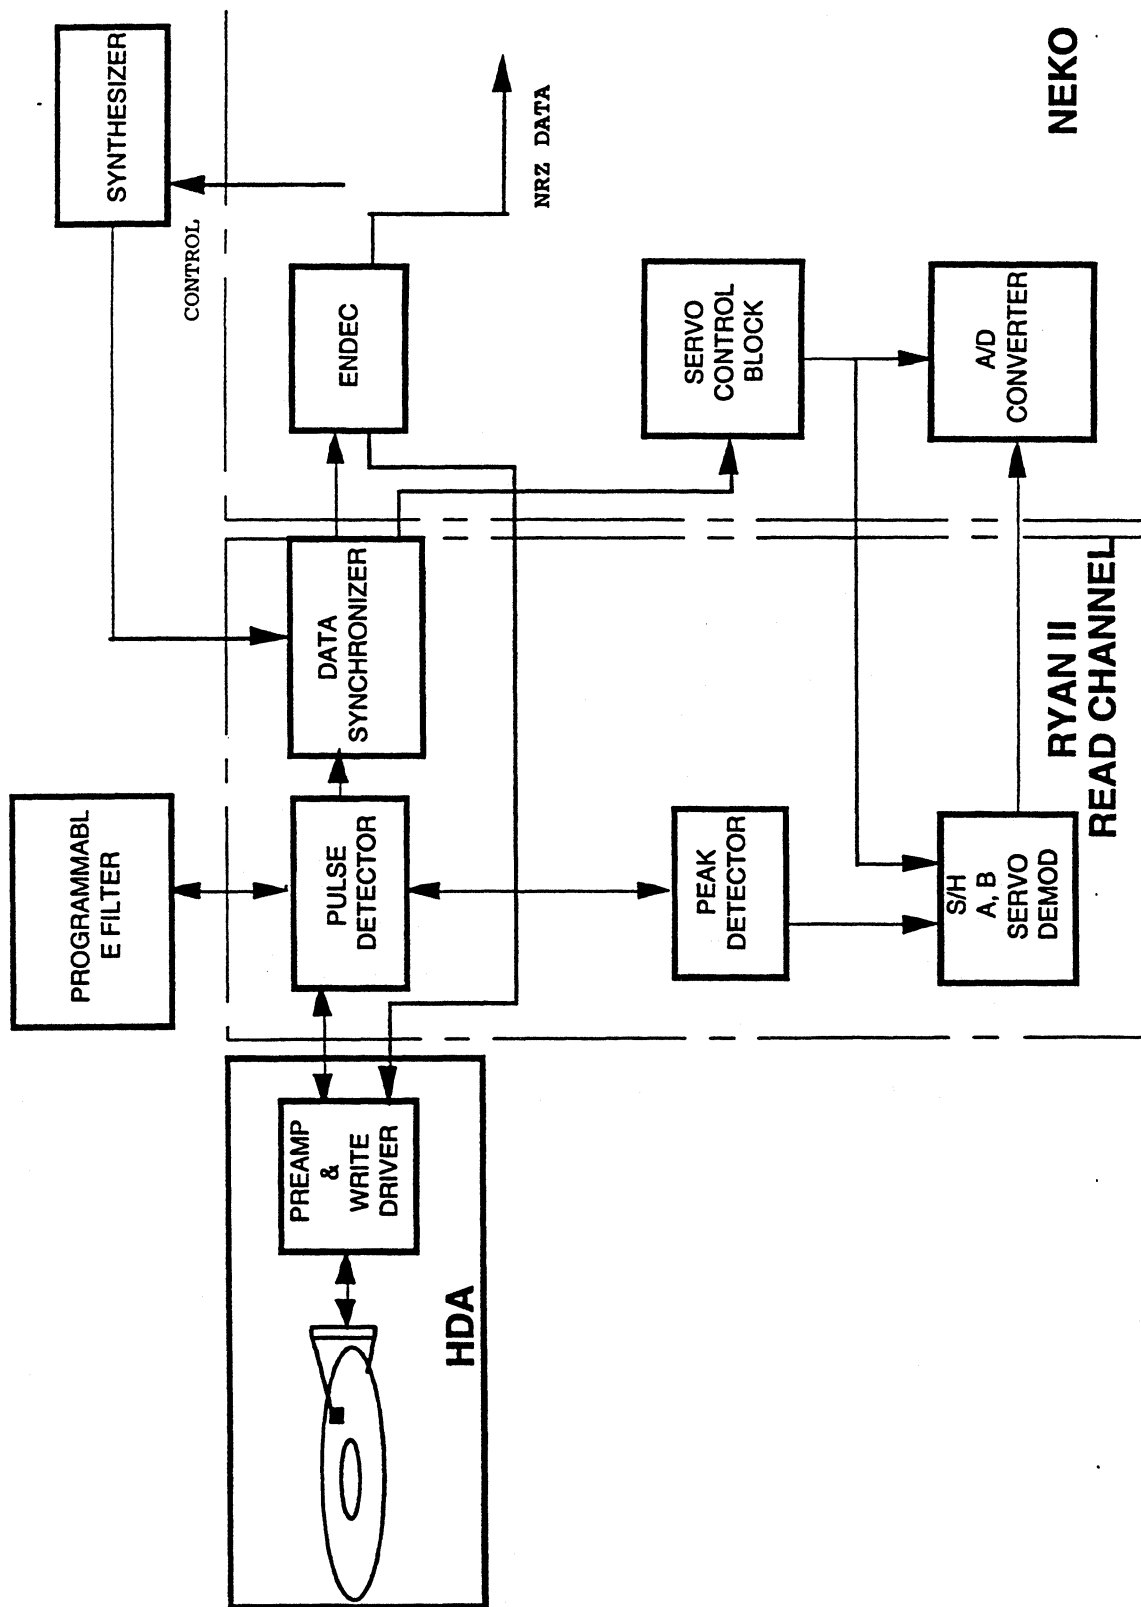 PROGRAMMABL
E FILTER
SYNTHESIZER
CONTROL
HDA
PREAMP
&
WRITE
DRIVER
PULSE
DETECTOR
DATA
SYNCHRONIZER
ENDEC
NRZ DATA
PEAK
DETECTOR
SERVO
CONTROL
BLOCK
S/H
A, B
SERVO
DEMOD
A/D
CONVERTER
RYAN II
READ CHANNEL
NEKO